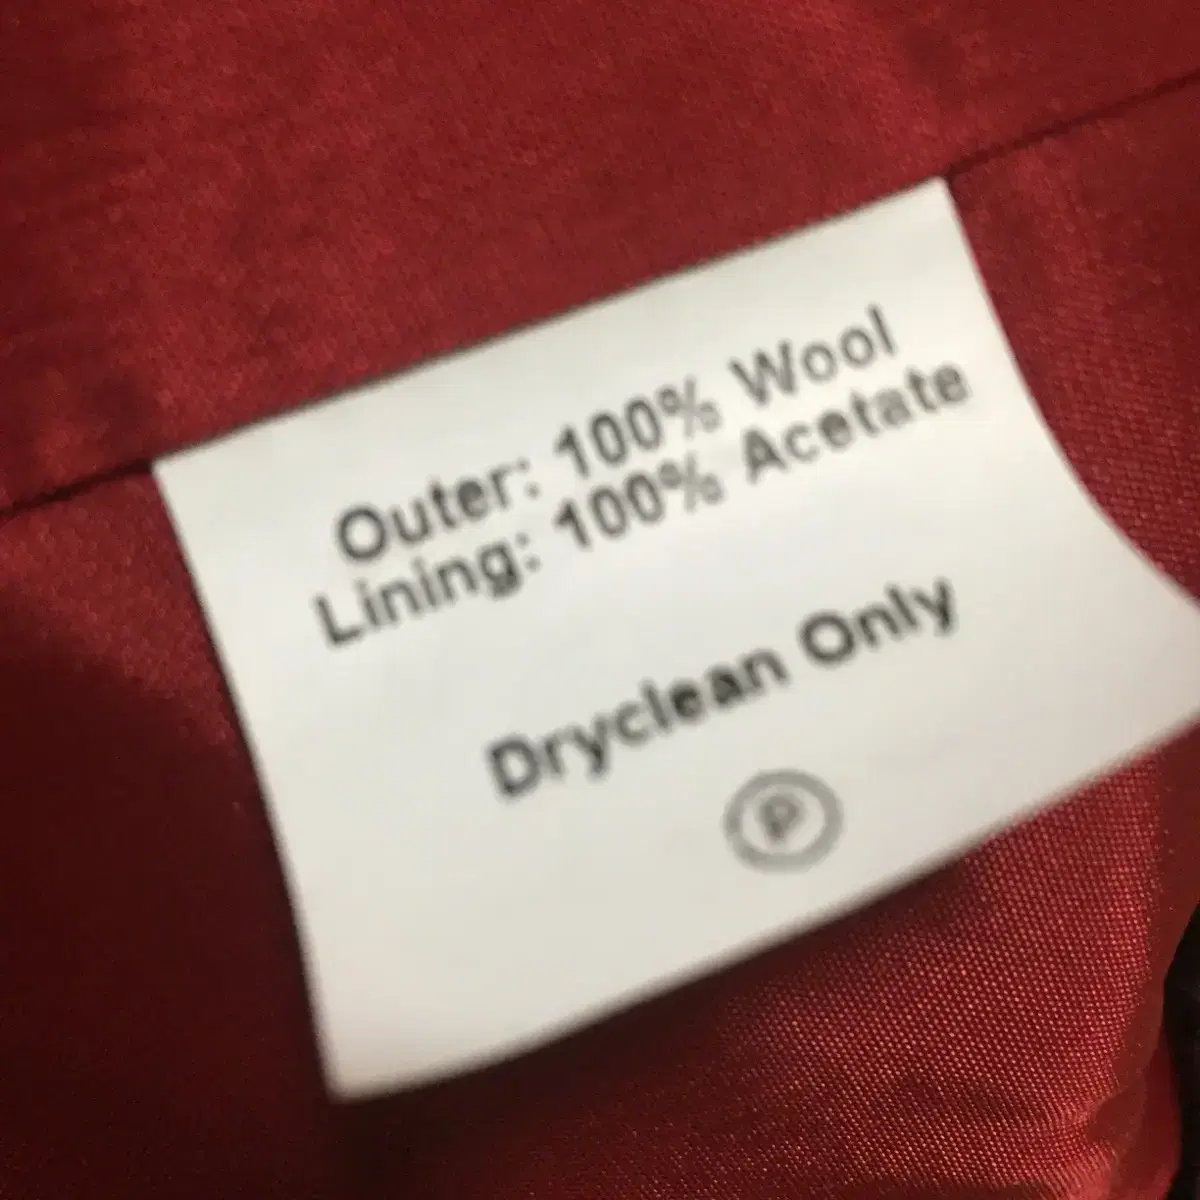 Outer: 100% Wool
Lining: 100% Acetate
Dryclean Only
P